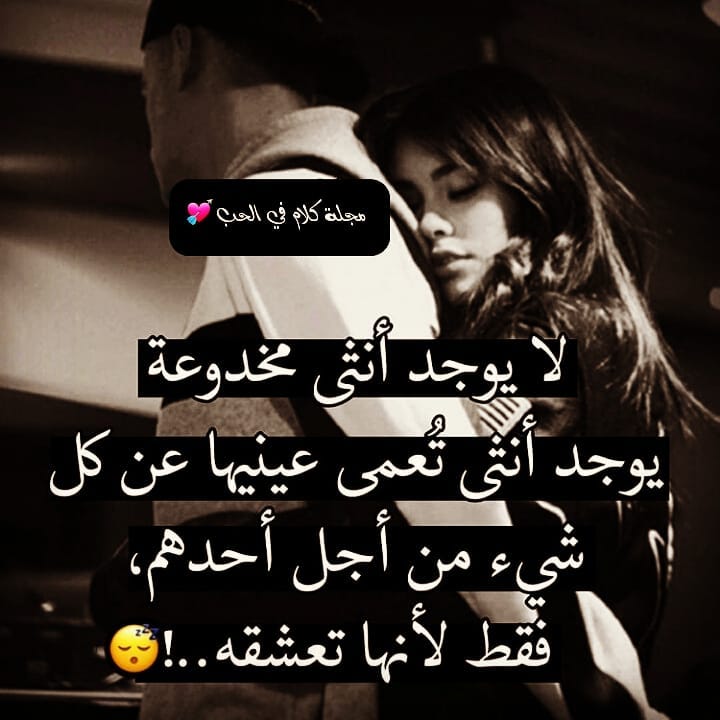 مجلة كلام في الحب 💘
لا يوجد أنثى مخدوعة
يوجد أنثى تُعمى عينيها عن كل
شيء من أجل أحدهم،
فقط لأنها تعشقه..!😴